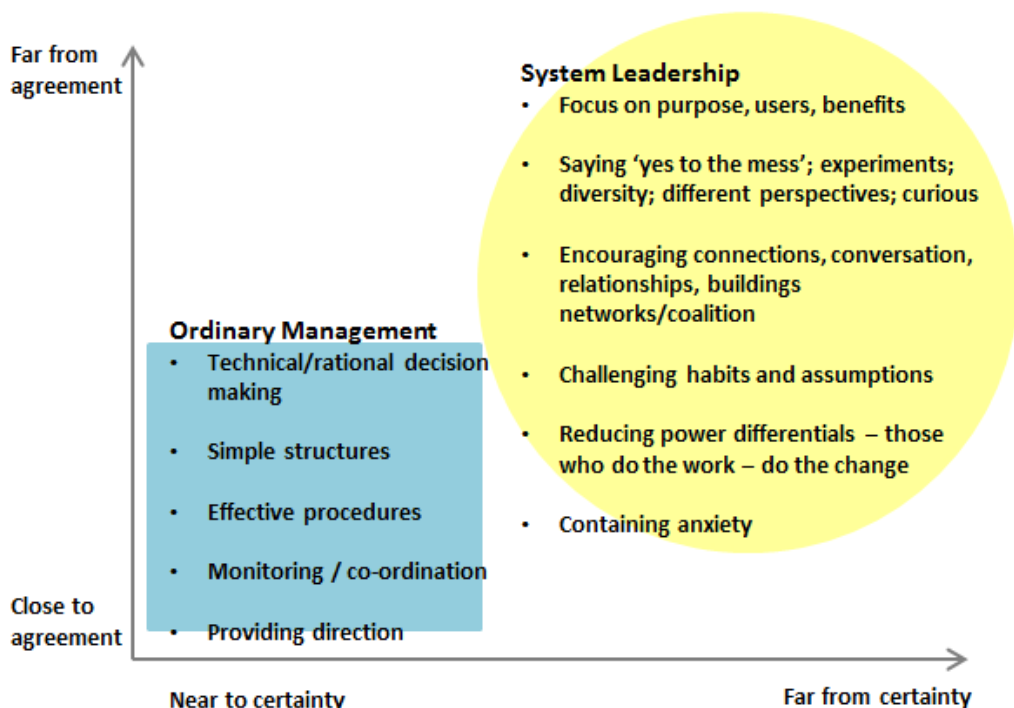 Far from
agreement
System Leadership
• Focus on purpose, users, benefits
• Saying ‘yes to the mess’; experiments;
diversity; different perspectives; curious
• Encouraging connections, conversation,
relationships, buildings
networks/coalition
• Challenging habits and assumptions
• Reducing power differentials – those
who do the work – do the change
• Containing anxiety
Ordinary Management
• Technical/rational decision
making
• Simple structures
• Effective procedures
• Monitoring / co-ordination
• Providing direction
Close to
agreement
Near to certainty
Far from certainty